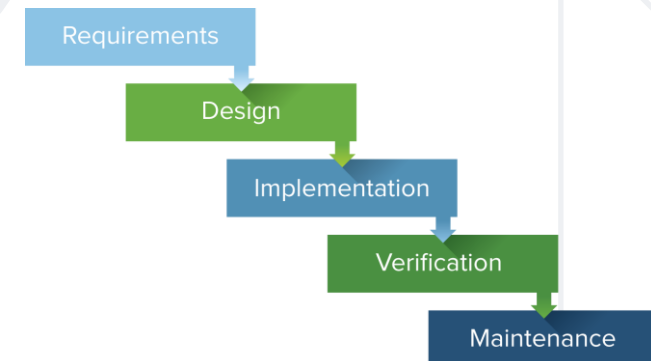 Requirements
Design
Implementation
Verification
Maintenance